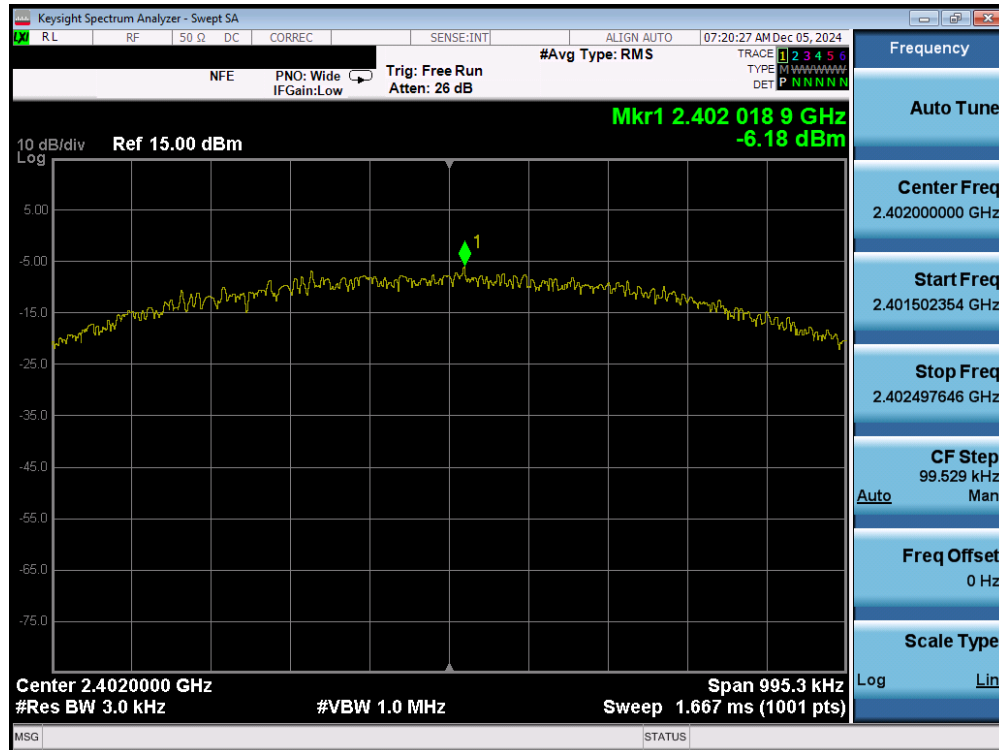 Keysight Spectrum Analyzer - Swept SA
LXI RL RF 50 Ω DC CORREC SENSE:INT ALIGN AUTO 07:20:27 AM Dec 05, 2024
NFE PNO: Wide Trig: Free Run #Avg Type: RMS TRACE 1 2 3 4 5 6
IFGain:Low Atten: 26 dB TYPE M WWWWW
DET P N N N N N
Mkr1 2.402 018 9 GHz
-6.18 dBm
10 dB/div Ref 15.00 dBm
Log
1
5.00
-5.00
-15.0
-25.0
-35.0
-45.0
-55.0
-65.0
-75.0
Center 2.4020000 GHz Span 995.3 kHz
#Res BW 3.0 kHz #VBW 1.0 MHz Sweep 1.667 ms (1001 pts)
MSG STATUS
Frequency
Auto Tune
Center Freq
2.402000000 GHz
Start Freq
2.401502354 GHz
Stop Freq
2.402497646 GHz
CF Step
99.529 kHz
Auto Man
Freq Offset
0 Hz
Scale Type
Log Lin